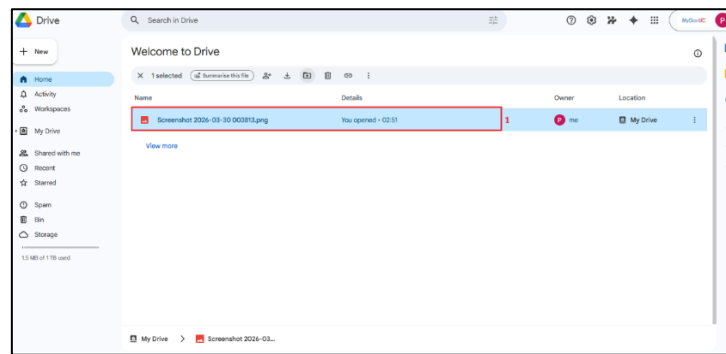 Drive
Search in Drive
MyGovUC
P
New
Welcome to Drive
1 selected
Summarise this file
Home
Activity
Workspaces
My Drive
Shared with me
Recent
Starred
Spam
Bin
Storage
1.5 MB of 1 TB used
Name
Details
Owner
Location
Screenshot 2026-03-30 003813.png
You opened • 02:51
1
P
me
My Drive
View more
My Drive
Screenshot 2026-03...